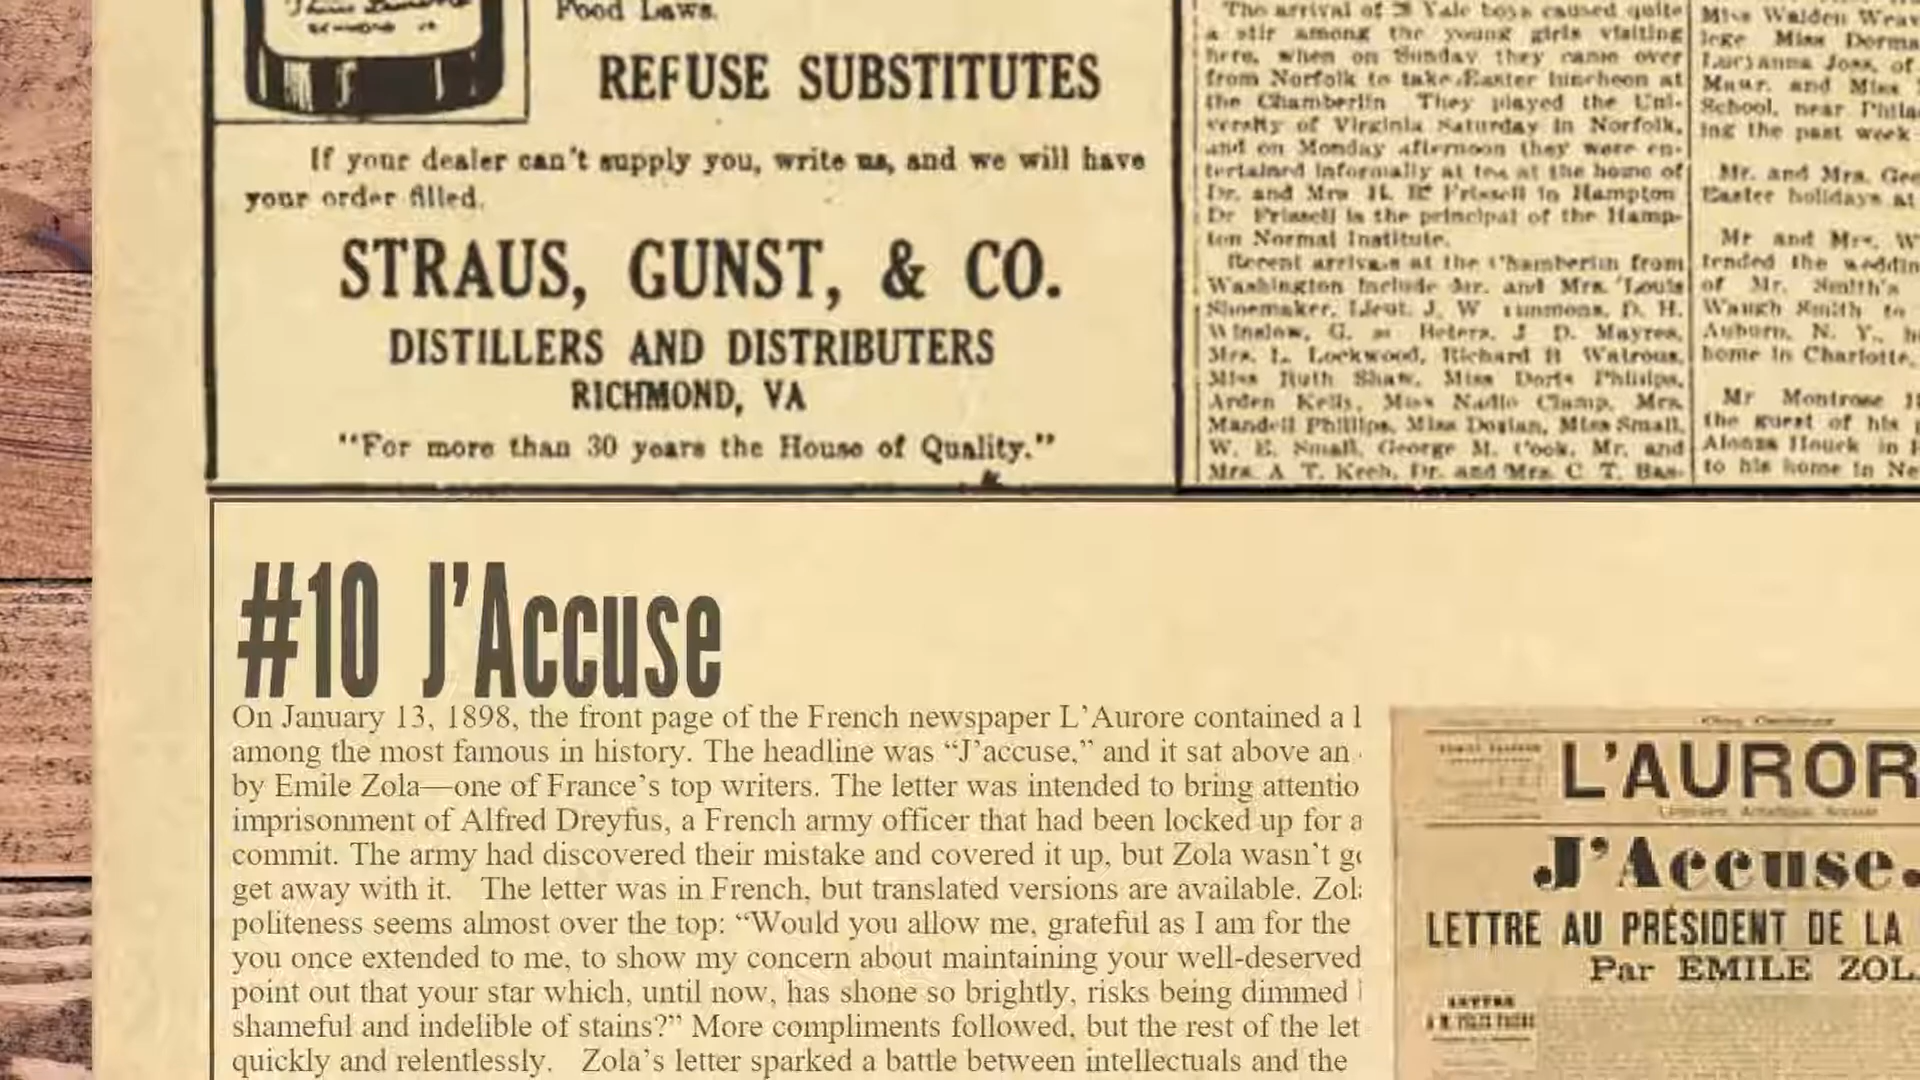 RICHMOND VA
Food Laws.
REFUSE SUBSTITUTES
If your dealer can't supply you, write us, and we will have
your order filled.
STRAUS, GUNST, & CO.
DISTILLERS AND DISTRIBUTERS
RICHMOND, VA
"For more than 30 years the House of Quality."
The arrival of 28 Yale boys caused quite
a stir among the young girls visiting
here, when on Sunday they came over
from Norfolk to take Easter luncheon at
the Chamberlin They played the Uni-
versity of Virginia Saturday in Norfolk,
and on Monday afternoon they were en-
tertained informally at tea at the home of
Dr. and Mrs H. B. Frissell in Hampton
Dr Frissell is the principal of the Hamp-
ton Normal Institute.
Recent arrivals at the Chamberlin from
Washington include Mr. and Mrs. Louis
Shoemaker, Lieut. J. W D. H.
Winslow, G. J D. Mayres,
Mrs. L. Lockwood, Richard B Watrous,
Miss Ruth Shaw, Miss Doris Philips,
Arden Kells, Miss Nadie Clamp, Mrs
Mandell Phillips, Miss Dorian, Miss Small,
W. E. Small, George M. Cook, Mr. and
Mrs A T. Keeh, Dr. and Mrs C T. Bas-
Miss Walden Weav
lege Miss Dorma
Lucianna Joss, of
Maur. and Miss
School, near Phila
ing the past week
Mr. and Mrs. Geo
Easter holidays at
Mr and Mrs. W
tended the weddin
of Mr. Smith's
Waugh Smith to
Auburn, N. Y., h
home in Charlotte,
Mr Montrose H
the guest of his
Alonza Houck in
to his home in Ne
#10 J'Accuse
On January 13, 1898, the front page of the French newspaper L'Aurore contained a l
among the most famous in history. The headline was “J'accuse,” and it sat above an
by Emile Zola—one of France's top writers. The letter was intended to bring attentio
imprisonment of Alfred Dreyfus, a French army officer that had been locked up for a
commit. The army had discovered their mistake and covered it up, but Zola wasn't g
get away with it. The letter was in French, but translated versions are available. Zol
politeness seems almost over the top: “Would you allow me, grateful as I am for the
you once extended to me, to show my concern about maintaining your well-deserved
point out that your star which, until now, has shone so brightly, risks being dimmed
shameful and indelible of stains?” More compliments followed, but the rest of the let
quickly and relentlessly. Zola's letter sparked a battle between intellectuals and the
L'AUROR
J'Accuse.
LETTRE AU PRÉSIDENT DE LA
Par EMILE ZOL
LETTRE
A M. FELIX FAURE